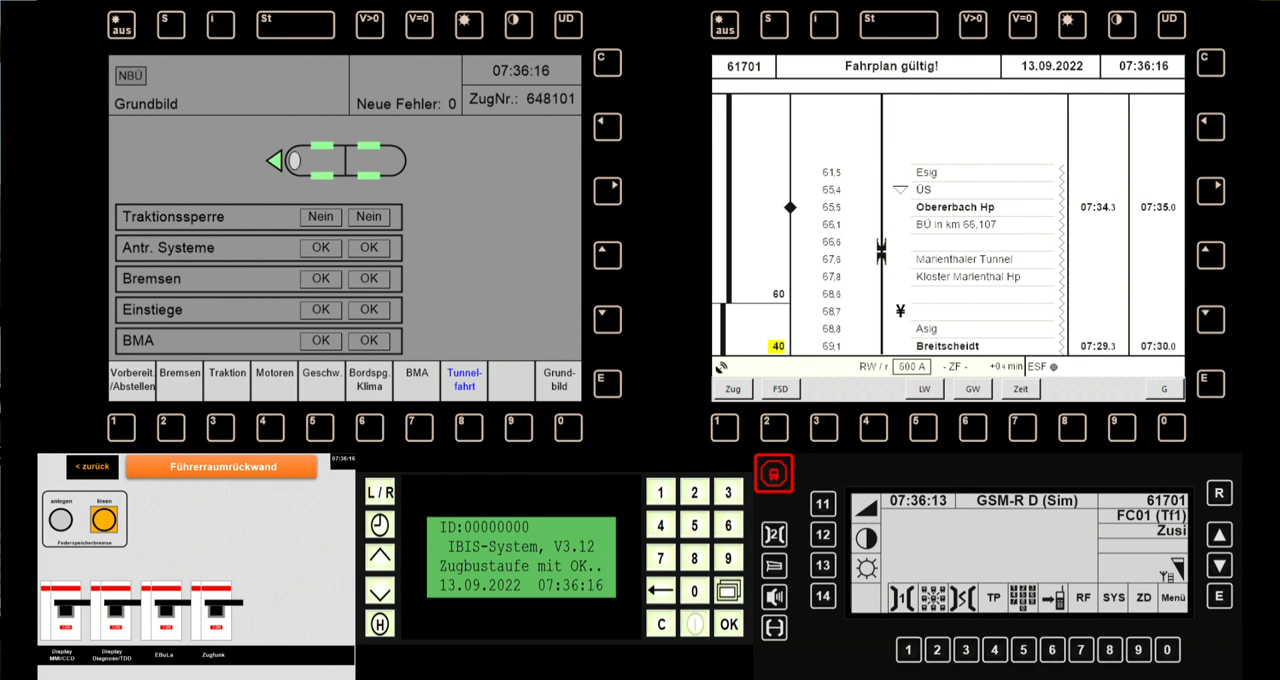 aus
S
i
St
V>0
V=0
UD
C
E
NBÜ
07:36:16
Grundbild
Neue Fehler: 0
ZugNr.: 648101
Traktionssperre Nein Nein
Antr. Systeme OK OK
Bremsen OK OK
Einstiege OK OK
BMA OK OK
Vorbereit. /Abstellen
Bremsen
Traktion
Motoren
Geschw.
Bordspg. Klima
BMA
Tunnel- fahrt
Grund- bild
1 2 3 4 5 6 7 8 9 0
aus
S
i
St
V>0
V=0
UD
C
E
61701 Fahrplan gültig! 13.09.2022 07:36:16
61,5 Esig
65,4 ÜS
65,5 Obererbach Hp 07:34.3 07:35.0
66,1 BÜ in km 66,107
66,6
67,6 Marienthaler Tunnel
67,8 Kloster Marienthal Hp
60 68,6
68,7 ¥
68,8 Asig
40 69,1 Breitscheidt 07:29.3 07:30.0
RW / r 600 A - ZF - +0.4 min ESF
Zug FSD LW GW Zeit G
1 2 3 4 5 6 7 8 9 0
< zurück
Führerraumrückwand
07:36:16
anlegen lösen
Federspeicherbremse
Display MMI/CCD
Display Diagnose/TDD
EBuLa
Zugfunk
L / R
H
ID:00000000
IBIS-System, V3.12
Zugbustaufe mit OK..
13.09.2022 07:36:16
1 2 3
4 5 6
7 8 9
0
C OK
2
11
12
13
14
07:36:13 GSM-R D (Sim) 61701
FC01 (Tf1)
Zusi
1 TP RF SYS ZD Menü
R
E
1 2 3 4 5 6 7 8 9 0